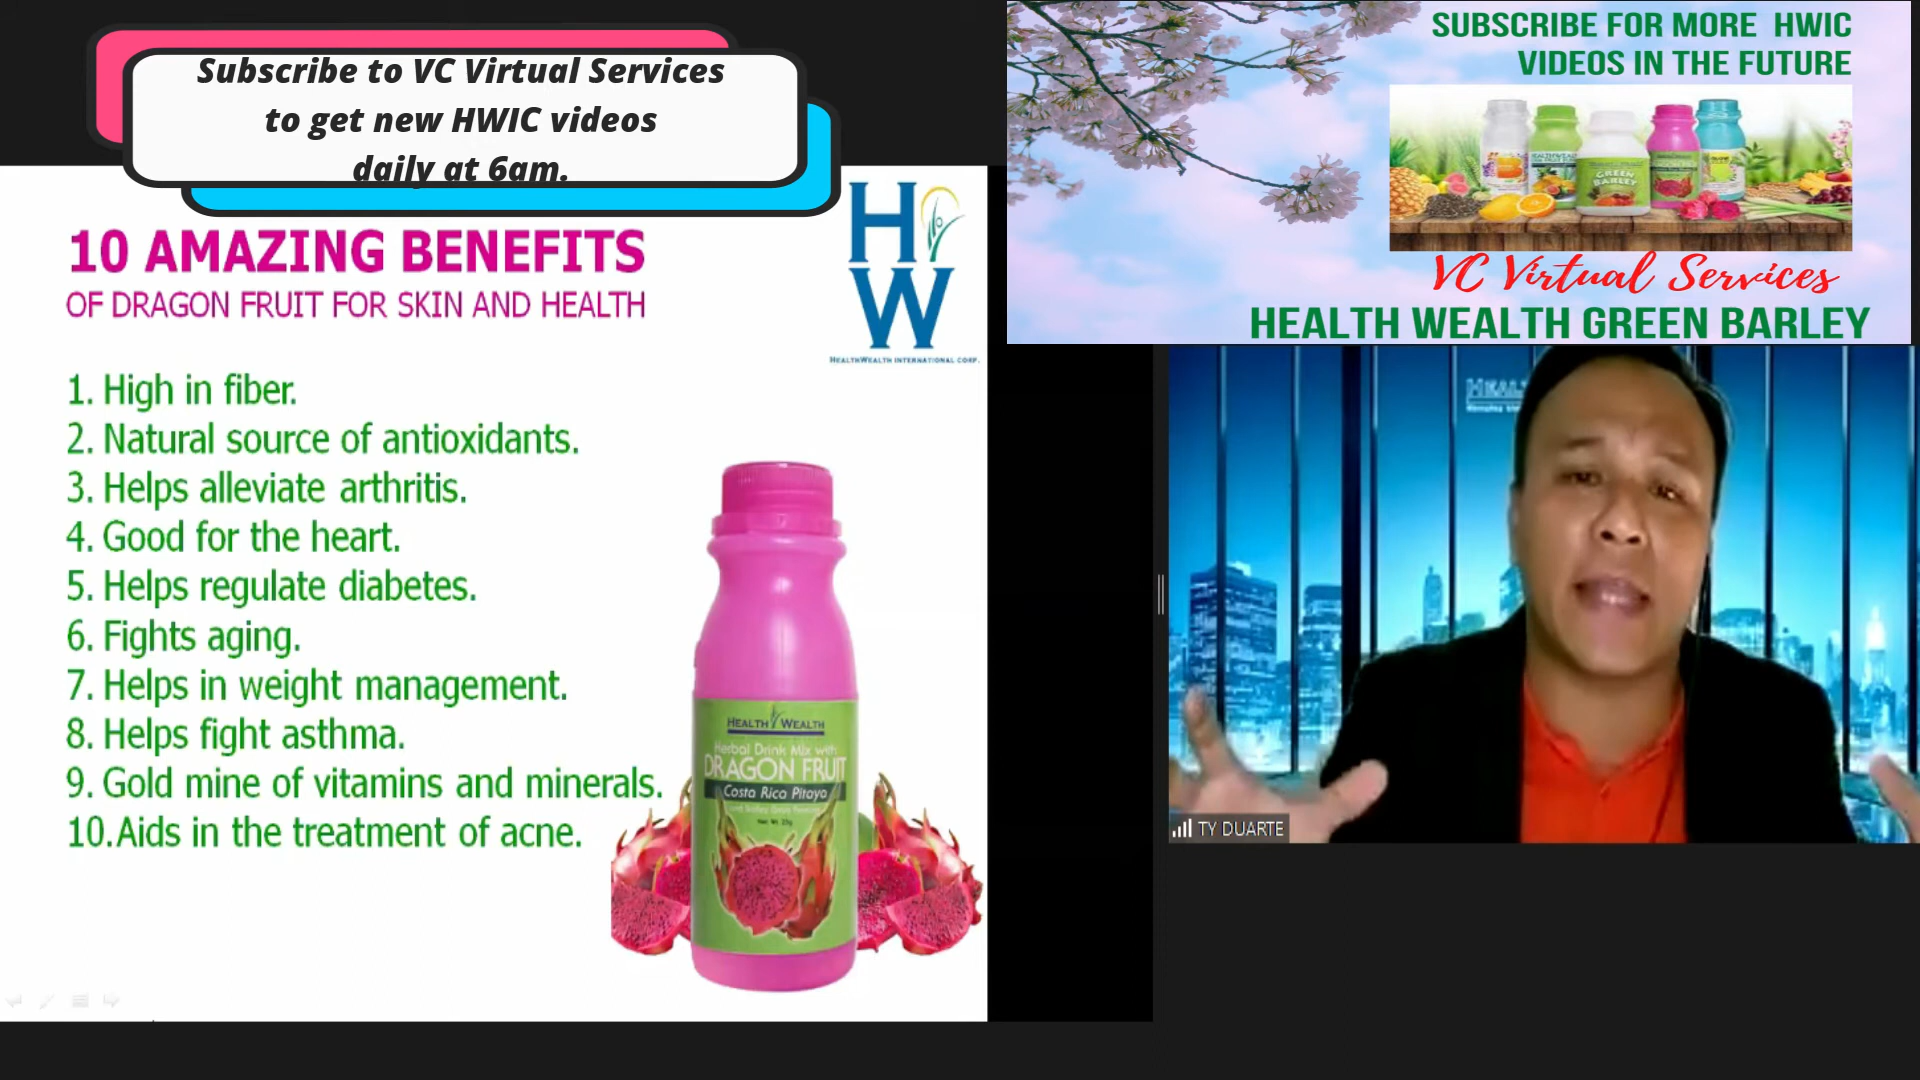 Subscribe to VC Virtual Services
to get new HWIC videos
daily at 6am.
SUBSCRIBE FOR MORE HWIC
VIDEOS IN THE FUTURE
GREEN
BARLEY
VC Virtual Services
HEALTH WEALTH GREEN BARLEY
H
W
HEALTHWEALTH INTERNATIONAL CORP.
10 AMAZING BENEFITS
OF DRAGON FRUIT FOR SKIN AND HEALTH
1. High in fiber.
2. Natural source of antioxidants.
3. Helps alleviate arthritis.
4. Good for the heart.
5. Helps regulate diabetes.
6. Fights aging.
7. Helps in weight management.
8. Helps fight asthma.
9. Gold mine of vitamins and minerals.
10.Aids in the treatment of acne.
HEALTH WEALTH
Herbal Drink Mix with
DRAGON FRUIT
Costa Rica Pitaya
TY DUARTE